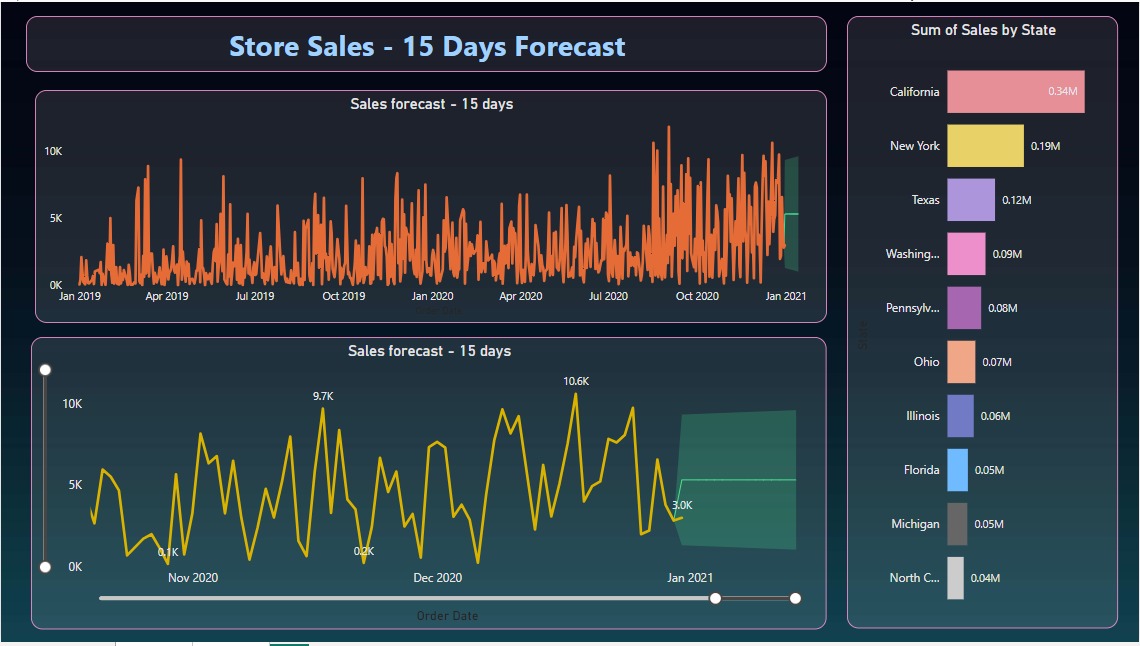 Store Sales - 15 Days Forecast
Sales forecast - 15 days
10K
5K
0K
Jan 2019 Apr 2019 Jul 2019 Oct 2019 Jan 2020 Apr 2020 Jul 2020 Oct 2020 Jan 2021
Order Date
Sales forecast - 15 days
10.6K
9.7K
10K
5K
3.0K
0.1K 0.2K
0K
Nov 2020 Dec 2020 Jan 2021
Order Date
Sum of Sales by State
State
California 0.34M
New York 0.19M
Texas 0.12M
Washing... 0.09M
Pennsylv... 0.08M
Ohio 0.07M
Illinois 0.06M
Florida 0.05M
Michigan 0.05M
North C... 0.04M